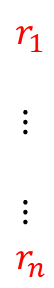 r₁
⋮
⋮
rₙ